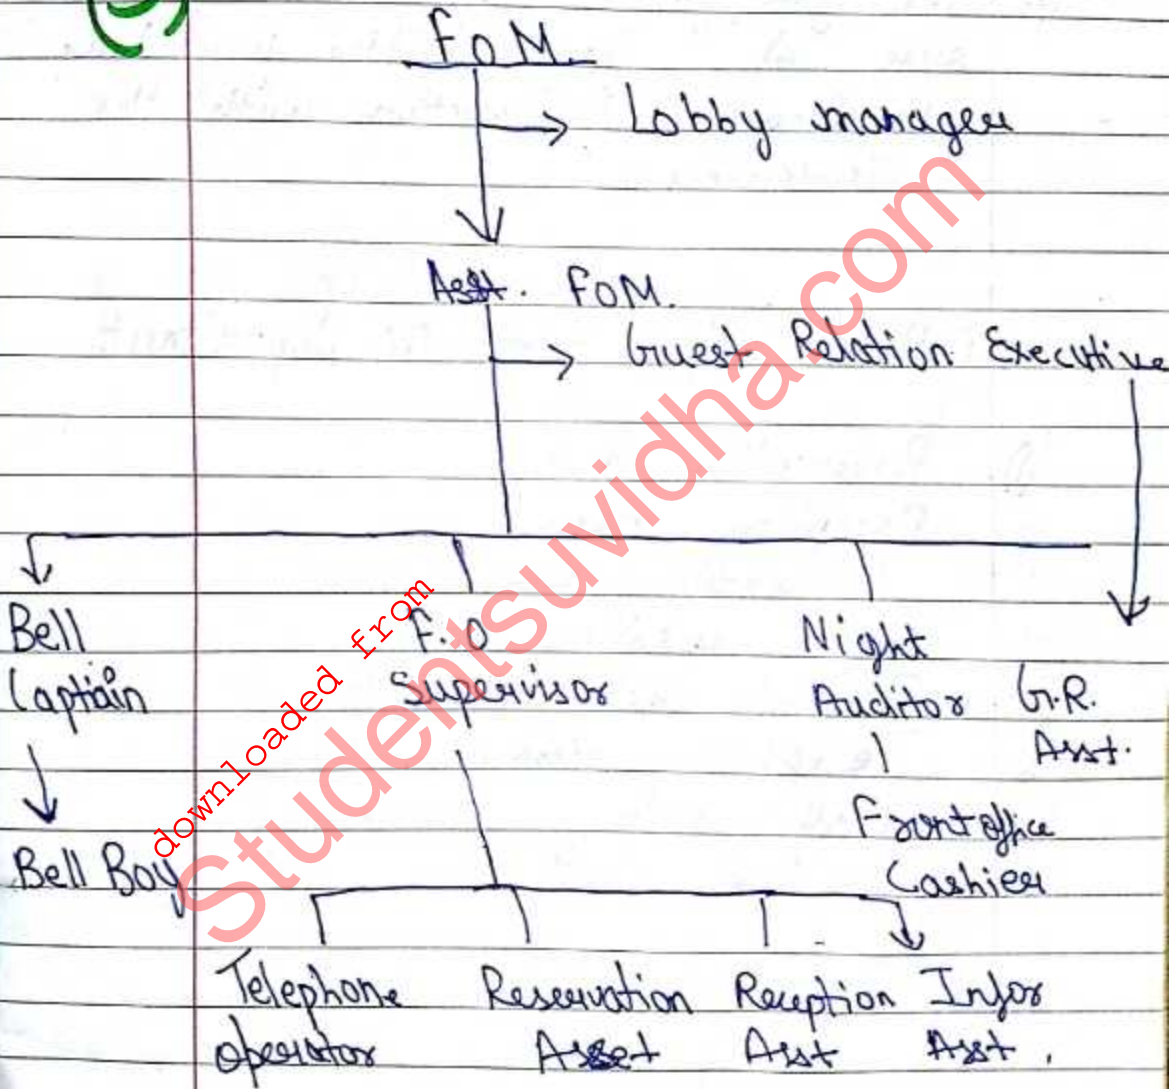 FOM
Lobby manager
Asst. FOM.
Guest Relation Executive
Bell
Captain
F.O
Supervisor
Night
Auditor
G.R.
Asst.
Bell Boy
Front office
Cashier
Telephone
operator
Reservation
Asset
Reception
Asst
Infor
Asst.
downloaded from
Studentsuvidha.com